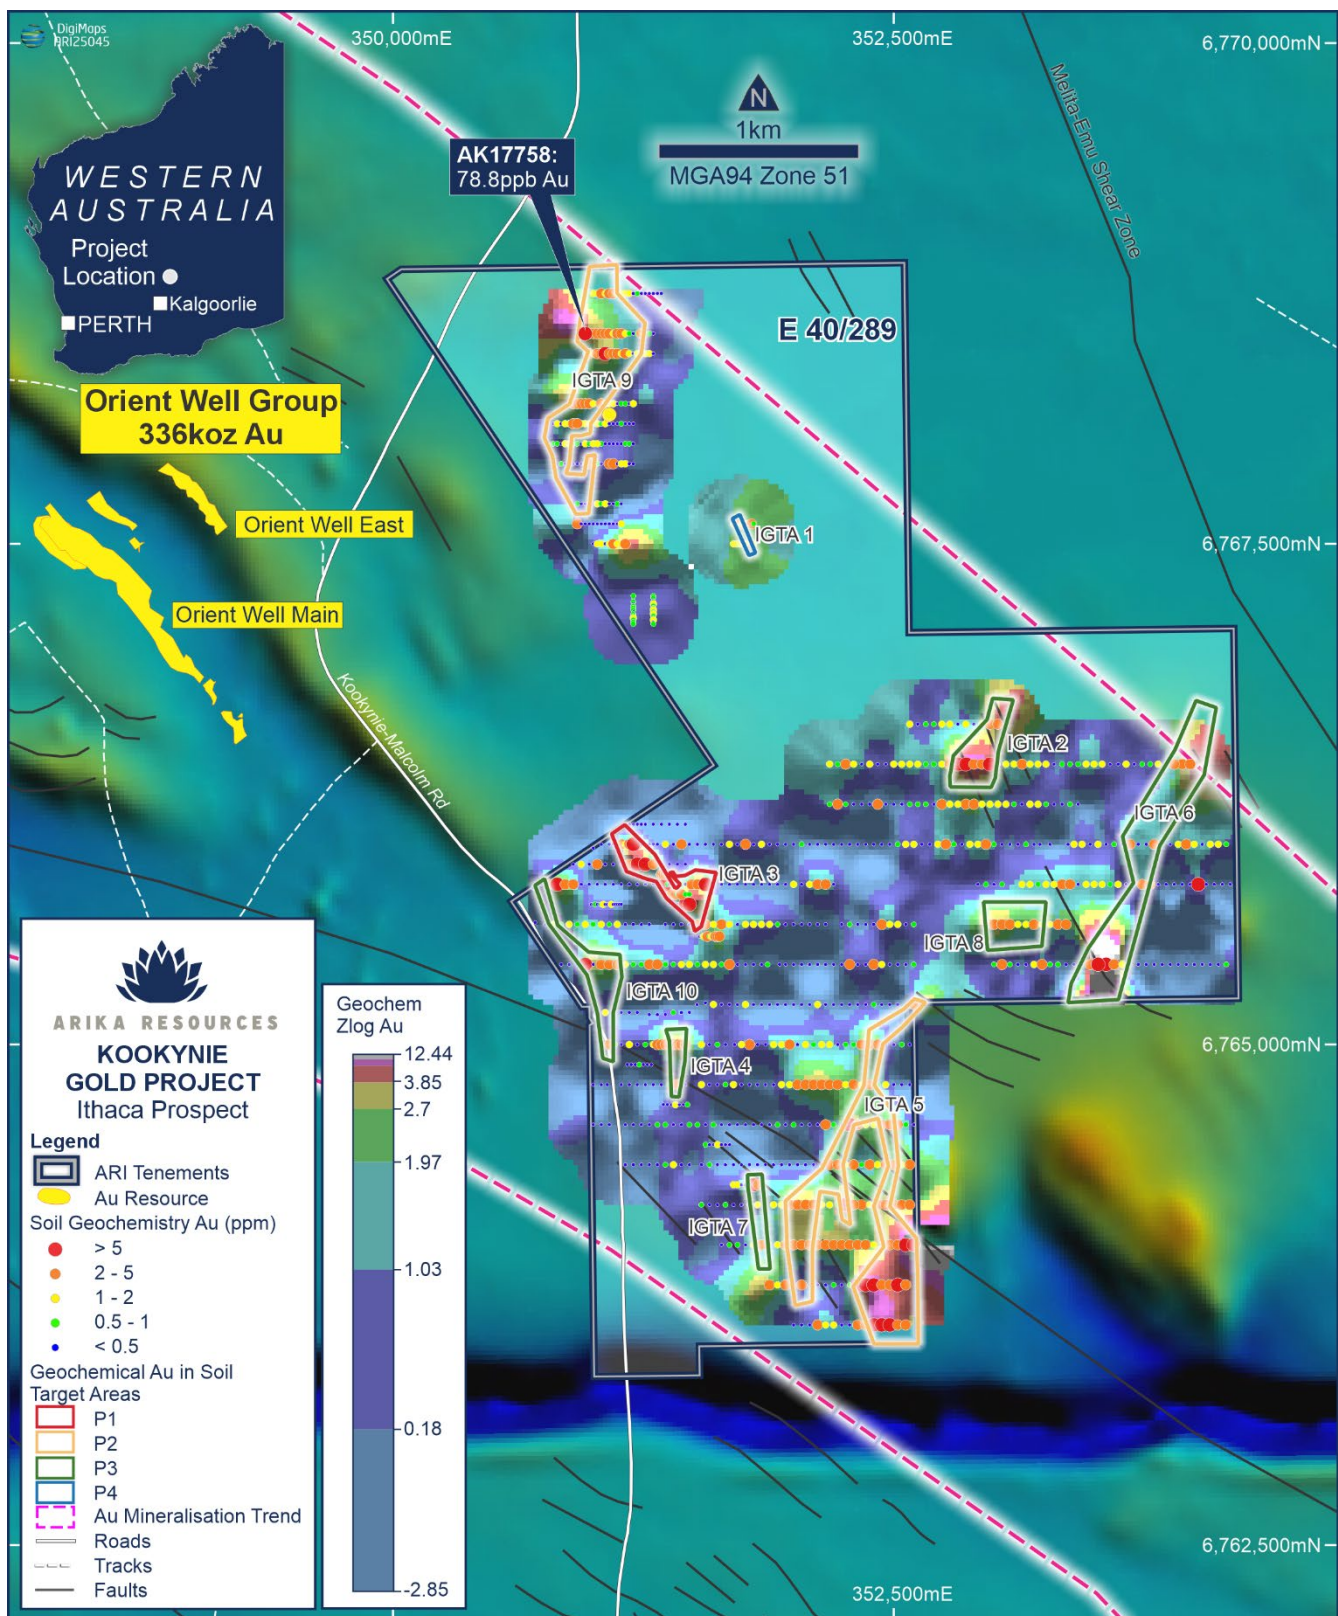 DigiMaps
ARI25045
350,000mE
352,500mE
6,770,000mN
N
1km
MGA94 Zone 51
Melita-Emu Shear Zone
AK17758:
78.8ppb Au
WESTERN
AUSTRALIA
Project
Location
Kalgoorlie
PERTH
E 40/289
Orient Well Group
336koz Au
IGTA 9
Orient Well East
IGTA 1
6,767,500mN
Orient Well Main
Kookynie-Malcolm Rd
IGTA 2
IGTA 6
IGTA 3
IGTA 8
IGTA 10
IGTA 4
6,765,000mN
IGTA 5
IGTA 7
ARIKA RESOURCES
KOOKYNIE
GOLD PROJECT
Ithaca Prospect
Legend
ARI Tenements
Au Resource
Soil Geochemistry Au (ppm)
> 5
2 - 5
1 - 2
0.5 - 1
< 0.5
Geochemical Au in Soil
Target Areas
P1
P2
P3
P4
Au Mineralisation Trend
Roads
Tracks
Faults
Geochem
Zlog Au
12.44
3.85
2.7
1.97
1.03
0.18
-2.85
6,762,500mN
352,500mE